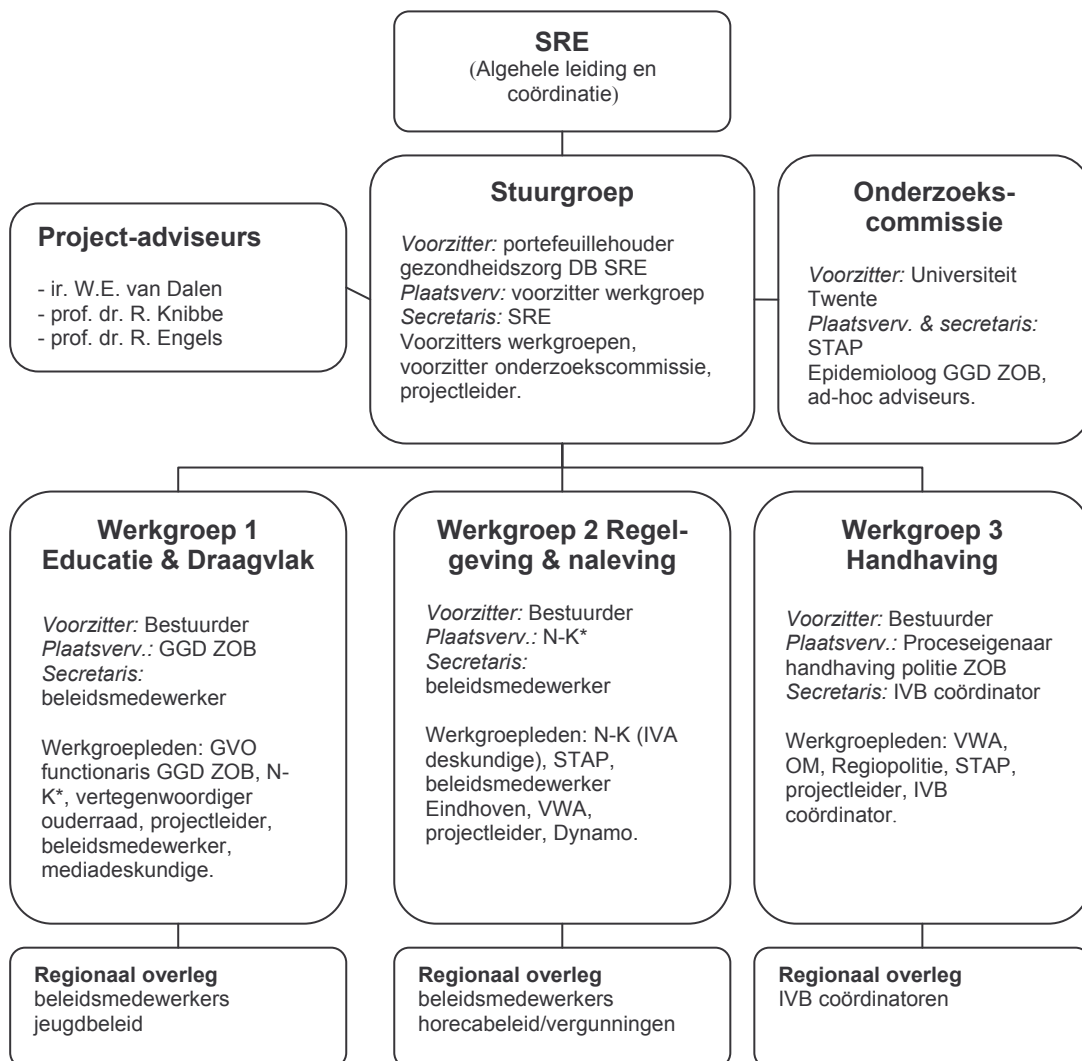 SRE
(Algehele leiding en
coördinatie)
Project-adviseurs
- ir. W.E. van Dalen
- prof. dr. R. Knibbe
- prof. dr. R. Engels
Stuurgroep
Voorzitter: portefeuillehouder
gezondheidszorg DB SRE
Plaatsverv: voorzitter werkgroep
Secretaris: SRE
Voorzitters werkgroepen,
voorzitter onderzoekscommissie,
projectleider.
Onderzoeks-
commissie
Voorzitter: Universiteit
Twente
Plaatsverv. & secretaris:
STAP
Epidemioloog GGD ZOB,
ad-hoc adviseurs.
Werkgroep 1
Educatie & Draagvlak
Voorzitter: Bestuurder
Plaatsverv.: GGD ZOB
Secretaris:
beleidsmedewerker
Werkgroepleden: GVO
functionaris GGD ZOB, N-
K*, vertegenwoordiger
ouderraad, projectleider,
beleidsmedewerker,
mediadeskundige.
Werkgroep 2 Regel-
geving & naleving
Voorzitter: Bestuurder
Plaatsverv.: N-K*
Secretaris:
beleidsmedewerker
Werkgroepleden: N-K (IVA
deskundige), STAP,
beleidsmedewerker
Eindhoven, VWA,
projectleider, Dynamo.
Werkgroep 3
Handhaving
Voorzitter: Bestuurder
Plaatsverv.: Proceseigenaar
handhaving politie ZOB
Secretaris: IVB coördinator
Werkgroepleden: VWA,
OM, Regiopolitie, STAP,
projectleider, IVB
coördinator.
Regionaal overleg
beleidsmedewerkers
jeugdbeleid
Regionaal overleg
beleidsmedewerkers
horecabeleid/vergunningen
Regionaal overleg
IVB coördinatoren